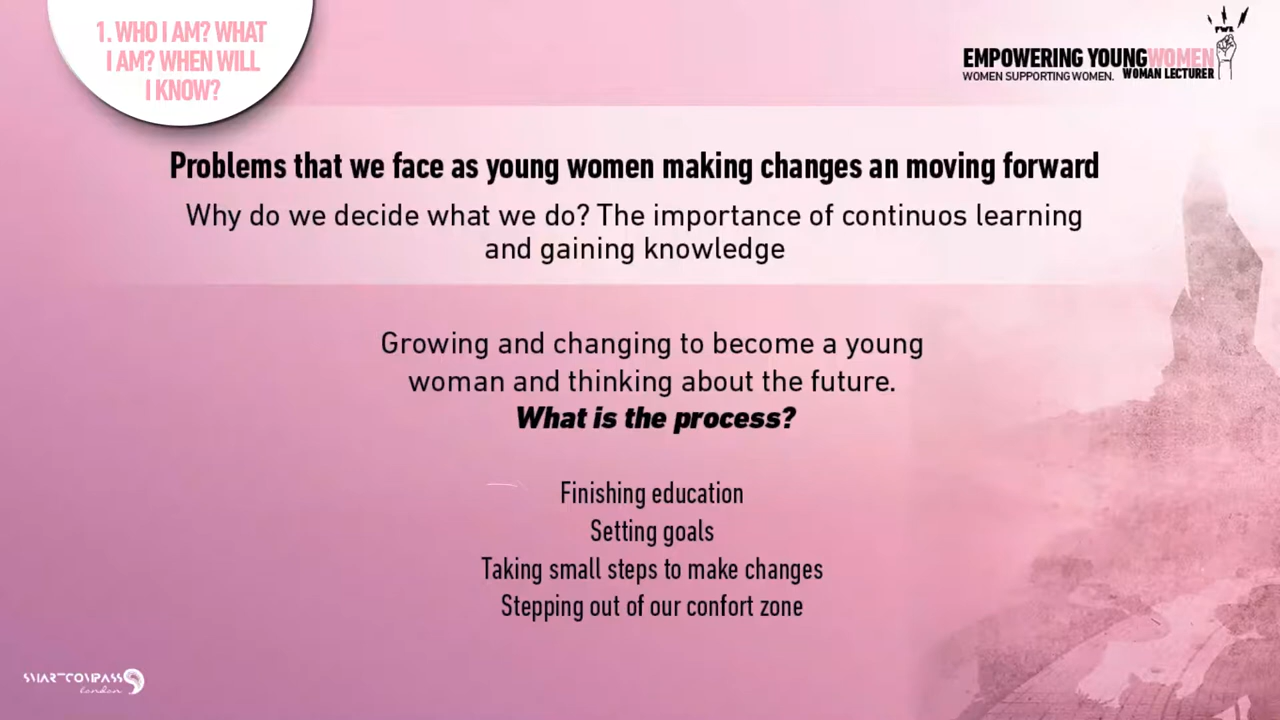 1. WHO I AM? WHAT
I AM? WHEN WILL
I KNOW?
EMPOWERING YOUNGWOMEN
WOMEN SUPPORTING WOMEN. WOMAN LECTURER
Problems that we face as young women making changes an moving forward
Why do we decide what we do? The importance of continuos learning
and gaining knowledge
Growing and changing to become a young
woman and thinking about the future.
What is the process?
Finishing education
Setting goals
Taking small steps to make changes
Stepping out of our confort zone
SMARTCOMPASS
london